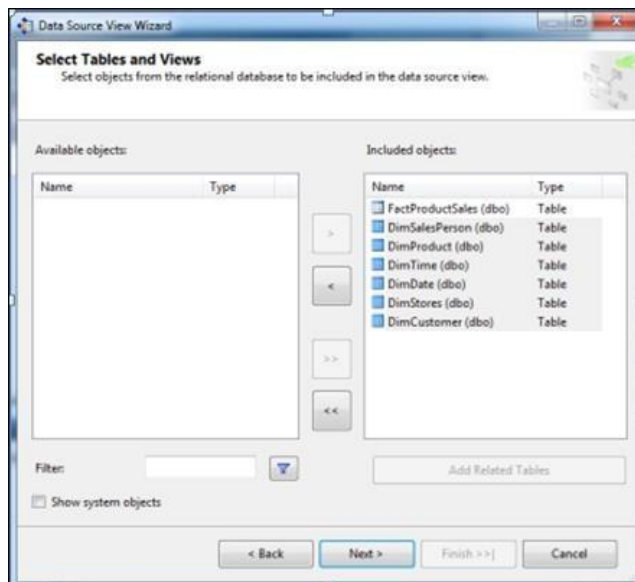 Data Source View Wizard
Select Tables and Views
Select objects from the relational database to be included in the data source view.
Available objects:
Name Type
Included objects:
Name Type
FactProductSales (dbo) Table
DimSalesPerson (dbo) Table
DimProduct (dbo) Table
DimTime (dbo) Table
DimDate (dbo) Table
DimStores (dbo) Table
DimCustomer (dbo) Table
>
<
>>
<<
Filter:
Add Related Tables
Show system objects
< Back Next > Finish >>| Cancel